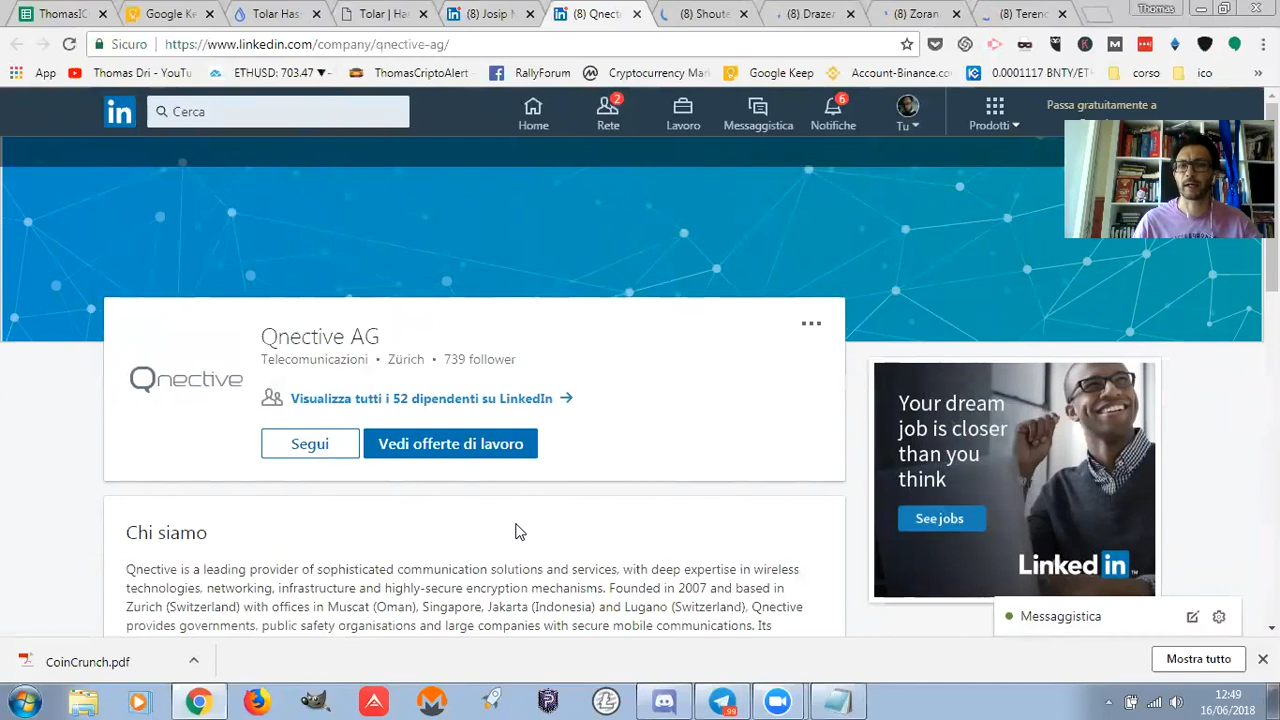 ThomasIC
Google K
Tolar Has
Tolar | Ha
(8) Josip M
(8) Qnect
(8) Shoute
(8) Drazer
(8) Zoran
(8) Terenc
Thomas
Sicuro
https://www.linkedin.com/company/qnective-ag/
App
Thomas Dri - YouTu
ETHUSD 703.47 ▼
ThomasCriptoAlert
RallyForum
Cryptocurrency Mark
Google Keep
Account-Binance.co
0.0001117 BNTY/ET
corso
ico
in
Cerca
Home
2
Rete
Lavoro
Messaggistica
6
Notifiche
Tu
Prodotti
Passa gratuitamente a
Qnective
Qnective AG
Telecomunicazioni • Zürich • 739 follower
Visualizza tutti i 52 dipendenti su LinkedIn →
Segui
Vedi offerte di lavoro
Your dream
job is closer
than you
think
See jobs
Linked in
Chi siamo
Qnective is a leading provider of sophisticated communication solutions and services, with deep expertise in wireless
technologies, networking, infrastructure and highly-secure encryption mechanisms. Founded in 2007 and based in
Zurich (Switzerland) with offices in Muscat (Oman), Singapore, Jakarta (Indonesia) and Lugano (Switzerland), Qnective
provides governments, public safety organisations and large companies with secure mobile communications. Its
Messaggistica
CoinCrunch.pdf
Mostra tutto
99
12:49
16/06/2018